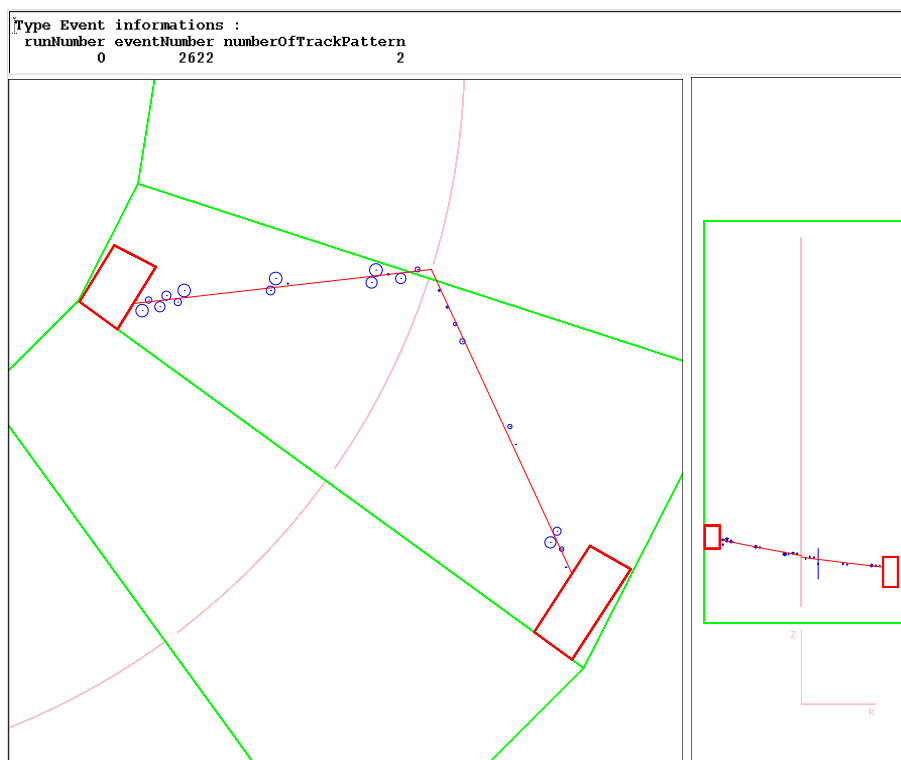 Type Event informations :
runNumber eventNumber numberOfTrackPattern
0 2622 2
Z
R